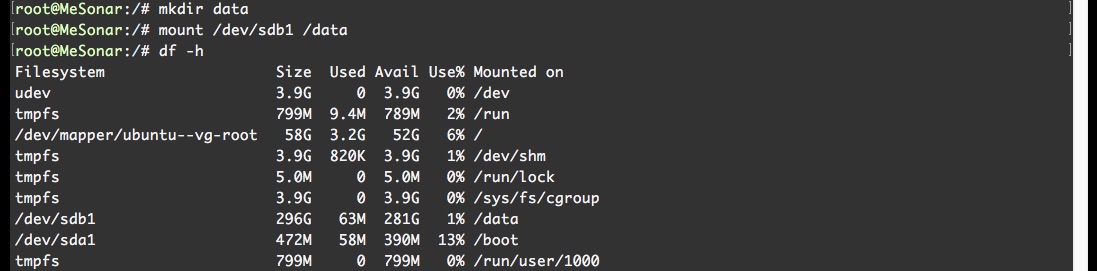 [root@MeSonar:/# mkdir data ]
[root@MeSonar:/# mount /dev/sdb1 /data ]
[root@MeSonar:/# df -h ]
Filesystem Size Used Avail Use% Mounted on
udev 3.9G 0 3.9G 0% /dev
tmpfs 799M 9.4M 789M 2% /run
/dev/mapper/ubuntu--vg-root 58G 3.2G 52G 6% /
tmpfs 3.9G 820K 3.9G 1% /dev/shm
tmpfs 5.0M 0 5.0M 0% /run/lock
tmpfs 3.9G 0 3.9G 0% /sys/fs/cgroup
/dev/sdb1 296G 63M 281G 1% /data
/dev/sda1 472M 58M 390M 13% /boot
tmpfs 799M 0 799M 0% /run/user/1000